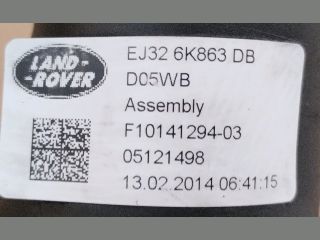 LAND-
-ROVER
EJ32 6K863 DB
D05WB
Assembly
F10141294-03
05121498
13.02.2014 06:41:15